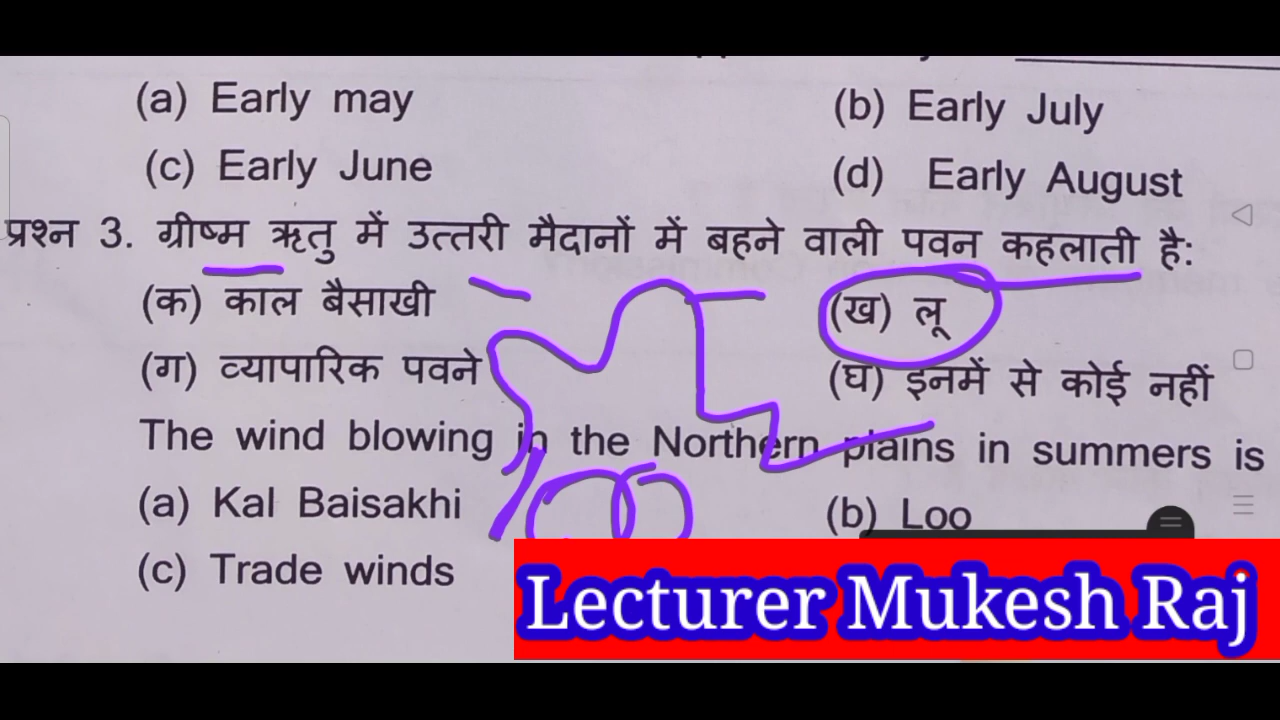 (a) Early may (b) Early July
(c) Early June (d) Early August
प्रश्न 3. ग्रीष्म ऋतु में उत्तरी मैदानों में बहने वाली पवन कहलाती है:
(क) काल बैसाखी (ख) लू
(ग) व्यापारिक पवने (घ) इनमें से कोई नहीं
The wind blowing in the Northern plains in summers is
(a) Kal Baisakhi (b) Loo
(c) Trade winds
Lecturer Mukesh Raj